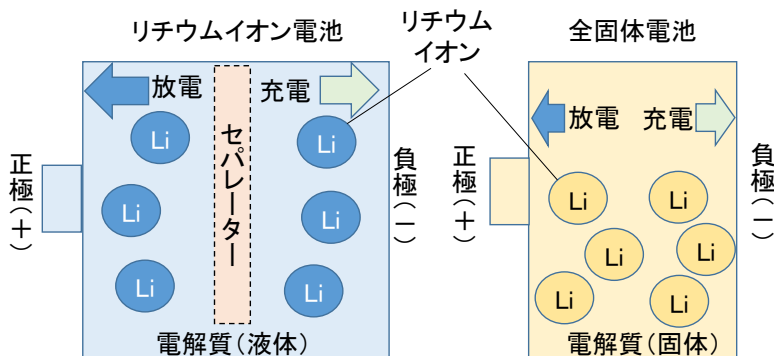 リチウムイオン電池
リチウム
イオン
全固体電池
放電
充電
Li
Li
Li
Li
Li
Li
セパレーター
正極(+)
負極(-)
電解質(液体)
放電
充電
Li
Li
Li
Li
Li
Li
正極(+)
負極(-)
電解質(固体)